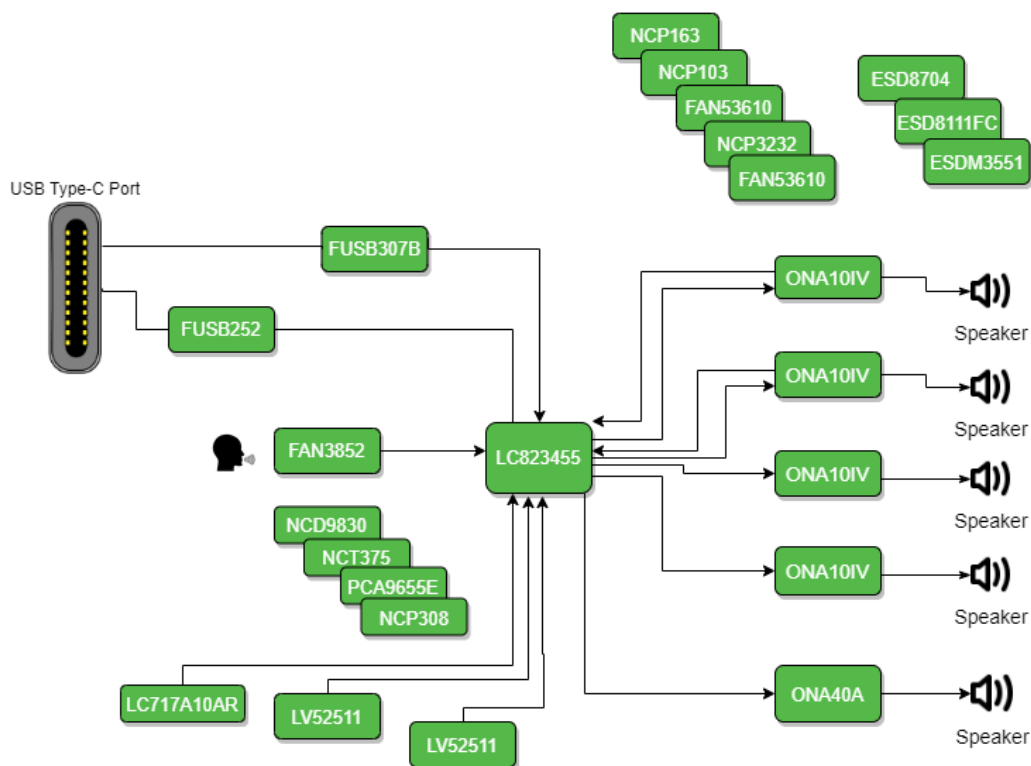 NCP163
NCP103
FAN53610
NCP3232
FAN53610
ESD8704
ESD8111FC
ESDM3551
USB Type-C Port
FUSB307B
FUSB252
ONA10IV
Speaker
ONA10IV
Speaker
FAN3852
LC823455
ONA10IV
Speaker
NCD9830
NCT375
PCA9655E
NCP308
ONA10IV
Speaker
LC717A10AR
LV52511
LV52511
ONA40A
Speaker